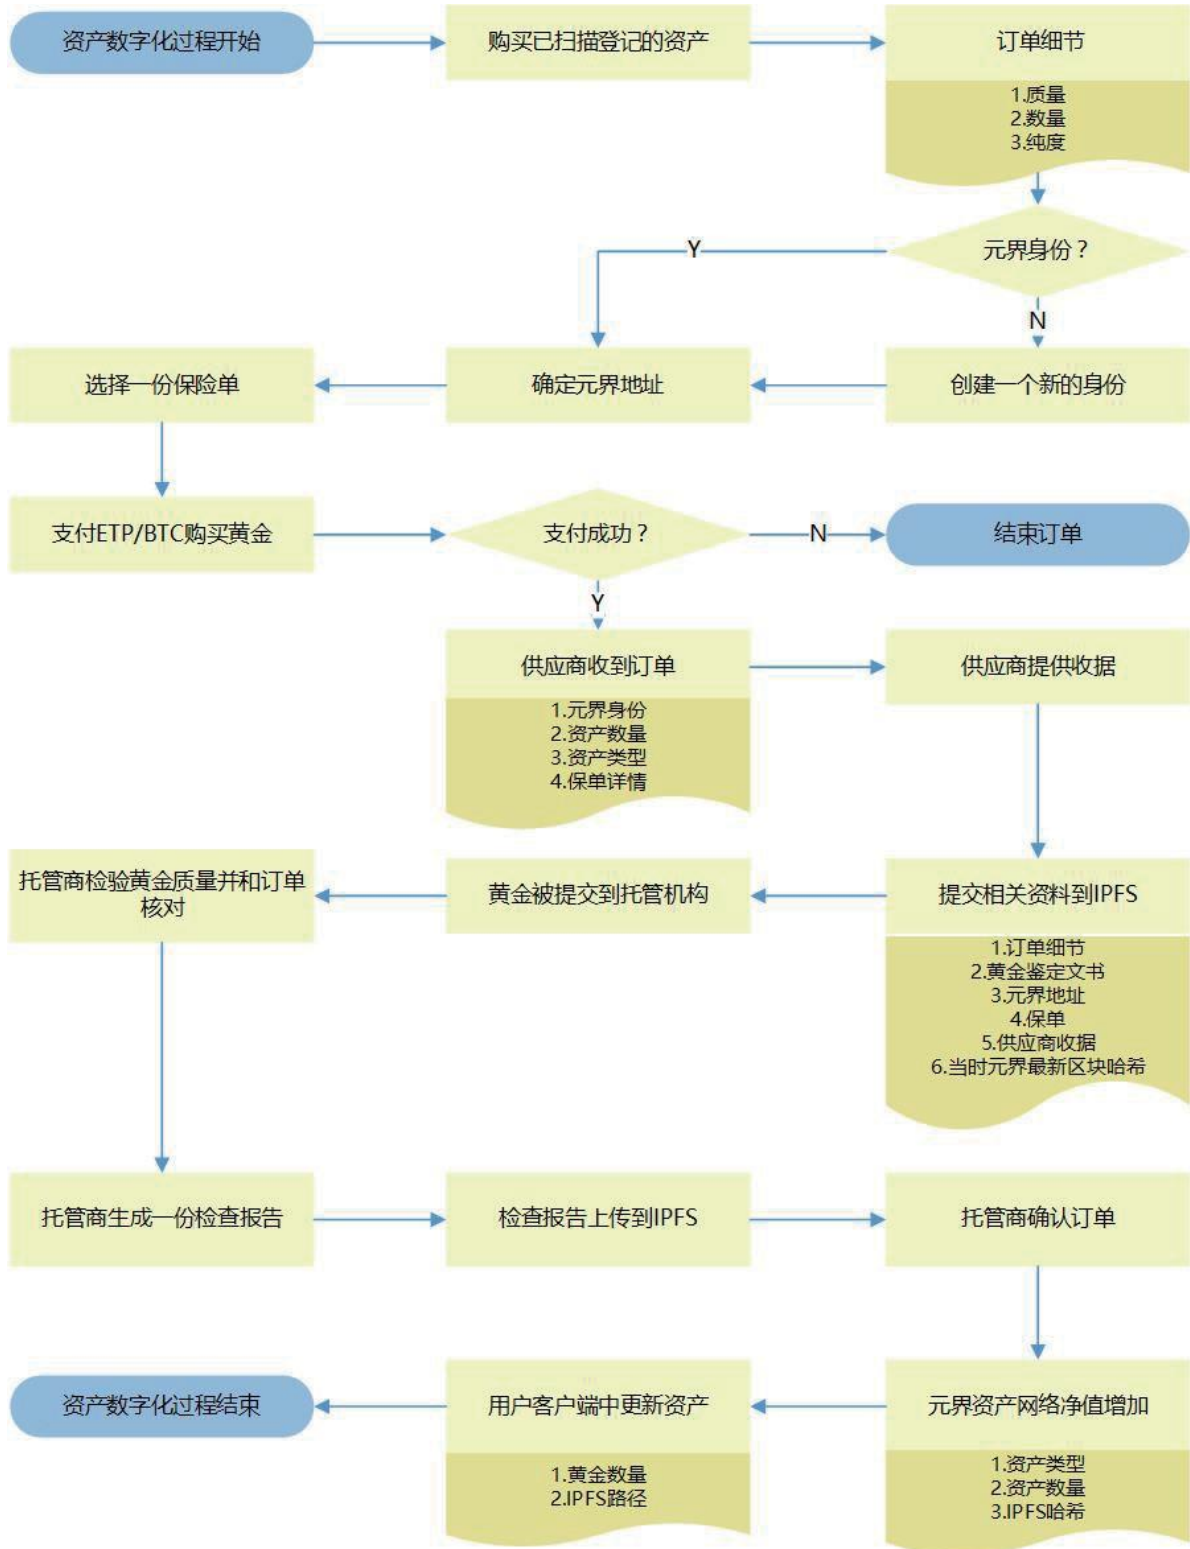 资产数字化过程开始
购买已扫描登记的资产
订单细节
1.质量
2.数量
3.纯度
元界身份？
Y
N
选择一份保险单
确定元界地址
创建一个新的身份
支付ETP/BTC购买黄金
支付成功？
N
结束订单
Y
供应商收到订单
1.元界身份
2.资产数量
3.资产类型
4.保单详情
供应商提供收据
托管商检验黄金质量并和订单
核对
黄金被提交到托管机构
提交相关资料到IPFS
1.订单细节
2.黄金鉴定文书
3.元界地址
4.保单
5.供应商收据
6.当时元界最新区块哈希
托管商生成一份检查报告
检查报告上传到IPFS
托管商确认订单
资产数字化过程结束
用户客户端中更新资产
1.黄金数量
2.IPFS路径
元界资产网络净值增加
1.资产类型
2.资产数量
3.IPFS哈希